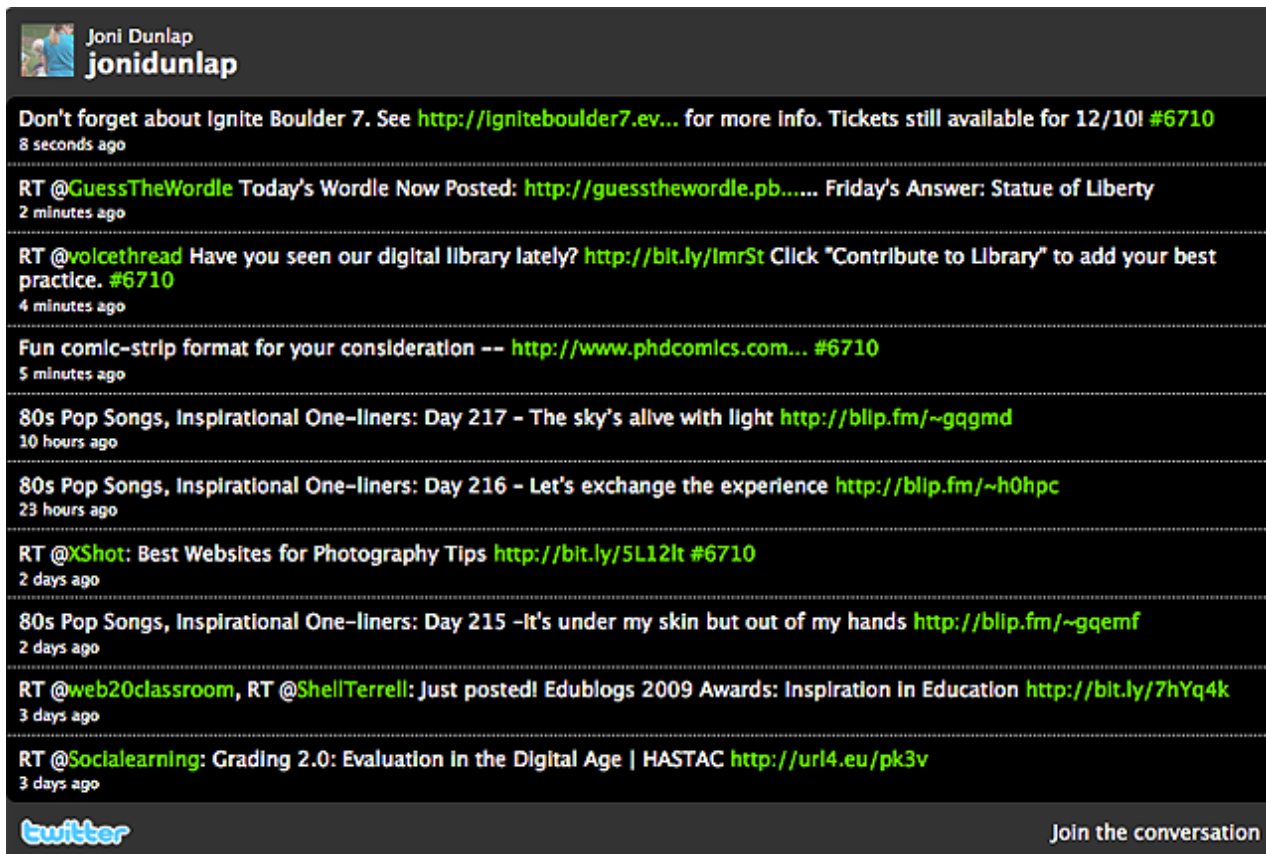 Joni Dunlap
jonidunlap
Don't forget about Ignite Boulder 7. See http://igniteboulder7.ev... for more info. Tickets still available for 12/10! #6710
8 seconds ago
RT @GuessTheWordle Today's Wordle Now Posted: http://guessthewordle.pb...... Friday's Answer: Statue of Liberty
2 minutes ago
RT @voicethread Have you seen our digital library lately? http://bit.ly/ImrSt Click "Contribute to Library" to add your best
practice. #6710
4 minutes ago
Fun comic-strip format for your consideration -- http://www.phdcomics.com... #6710
5 minutes ago
80s Pop Songs, Inspirational One-liners: Day 217 - The sky's alive with light http://blip.fm/~gqgmd
10 hours ago
80s Pop Songs, Inspirational One-liners: Day 216 - Let's exchange the experience http://blip.fm/~h0hpc
23 hours ago
RT @XShot: Best Websites for Photography Tips http://bit.ly/5L12lt #6710
2 days ago
80s Pop Songs, Inspirational One-liners: Day 215 -It's under my skin but out of my hands http://blip.fm/~gqemf
2 days ago
RT @web20classroom, RT @ShellTerrell: Just posted! Edublogs 2009 Awards: Inspiration in Education http://bit.ly/7hYq4k
3 days ago
RT @Socialearning: Grading 2.0: Evaluation in the Digital Age | HASTAC http://url4.eu/pk3v
3 days ago
twitter
Join the conversation